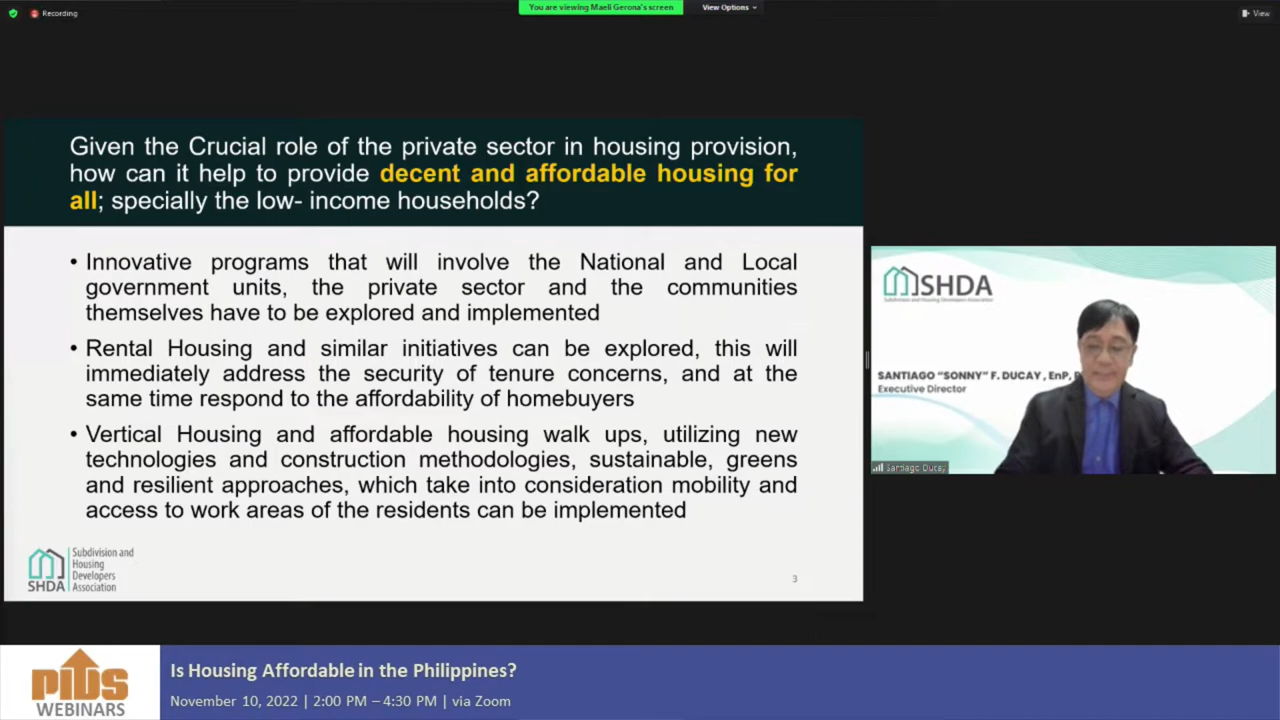 Recording
You are viewing Maeli Gerona's screen
View Options
View
Given the Crucial role of the private sector in housing provision,
how can it help to provide decent and affordable housing for
all; specially the low- income households?
• Innovative programs that will involve the National and Local
government units, the private sector and the communities
themselves have to be explored and implemented
• Rental Housing and similar initiatives can be explored, this will
immediately address the security of tenure concerns, and at the
same time respond to the affordability of homebuyers
• Vertical Housing and affordable housing walk ups, utilizing new
technologies and construction methodologies, sustainable, greens
and resilient approaches, which take into consideration mobility and
access to work areas of the residents can be implemented
SHDA
Subdivision and
Housing
Developers
Association
3
SHDA
Subdivision and Housing Developers Association
SANTIAGO “SONNY” F. DUCAY , EnP,
Executive Director
Santiago Ducay
PIDS
WEBINARS
Is Housing Affordable in the Philippines?
November 10, 2022 | 2:00 PM – 4:30 PM | via Zoom